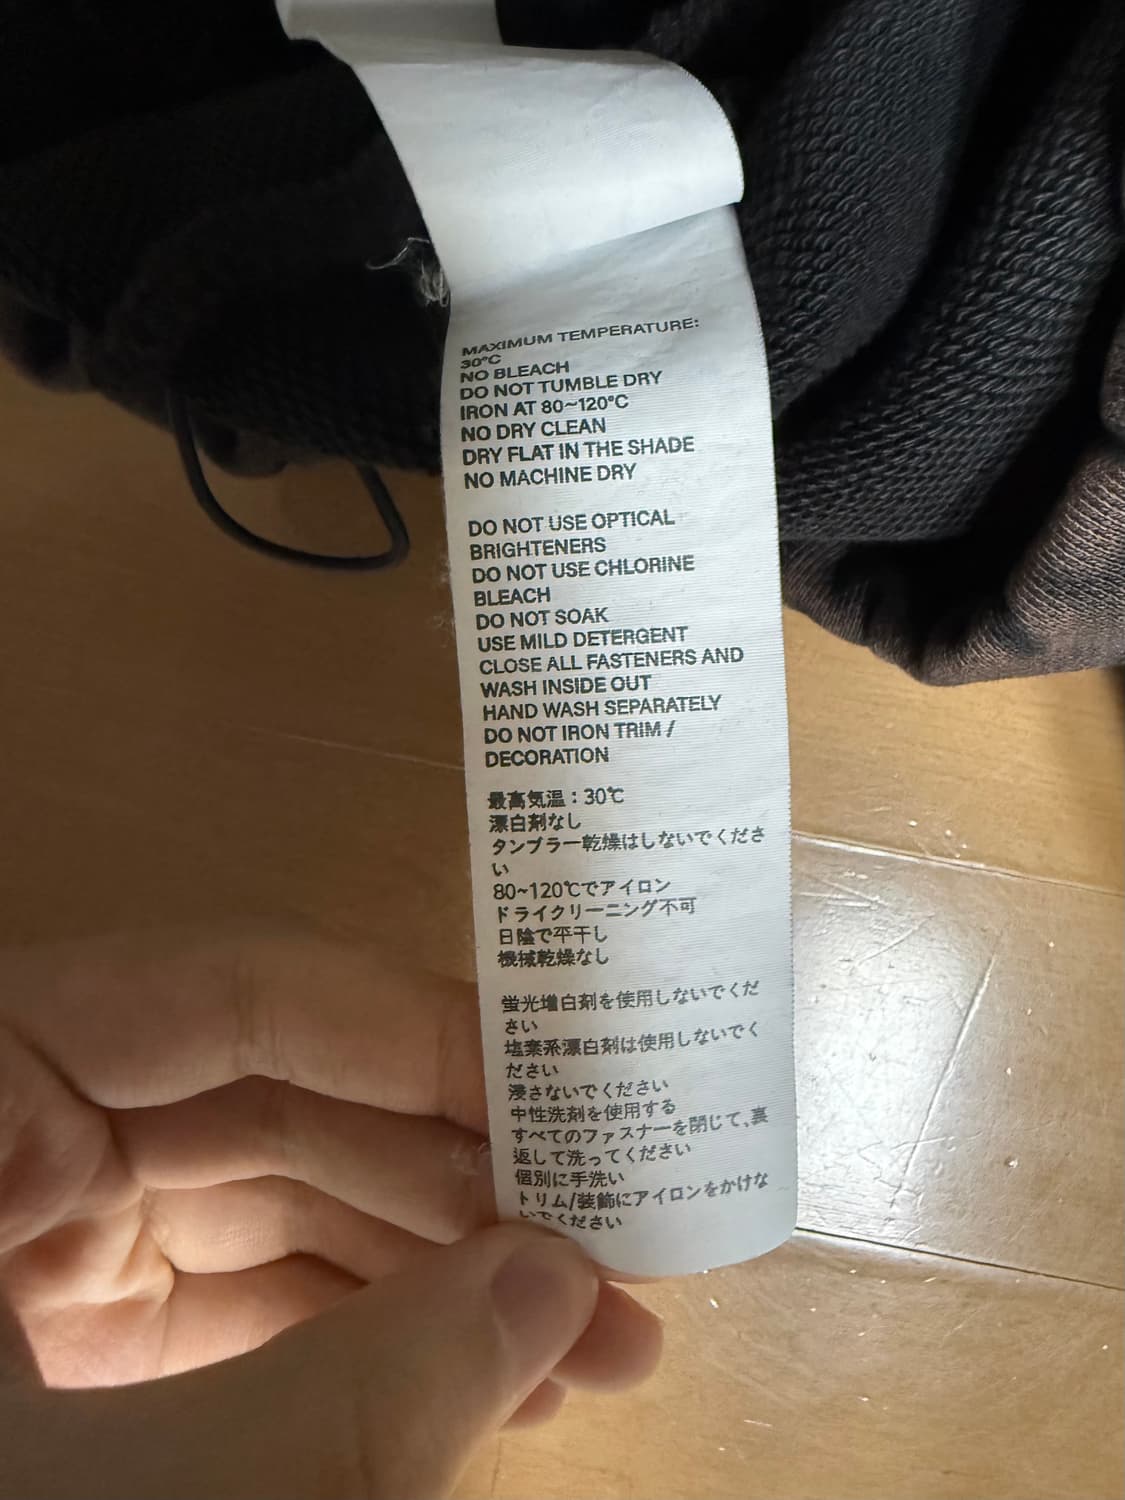 MAXIMUM TEMPERATURE:
30°C
NO BLEACH
DO NOT TUMBLE DRY
IRON AT 80~120°C
NO DRY CLEAN
DRY FLAT IN THE SHADE
NO MACHINE DRY
DO NOT USE OPTICAL
BRIGHTENERS
DO NOT USE CHLORINE
BLEACH
DO NOT SOAK
USE MILD DETERGENT
CLOSE ALL FASTENERS AND
WASH INSIDE OUT
HAND WASH SEPARATELY
DO NOT IRON TRIM /
DECORATION
最高気温：30℃
漂白剤なし
タンブラー乾燥はしないでくださ
い
80~120℃でアイロン
ドライクリーニング不可
日陰で平干し
機械乾燥なし
蛍光増白剤を使用しないでくだ
さい
塩素系漂白剤は使用しないでく
ださい
浸さないでください
中性洗剤を使用する
すべてのファスナーを閉じて、裏
返して洗ってください
個別に手洗い
トリム/装飾にアイロンをかけな
いでください